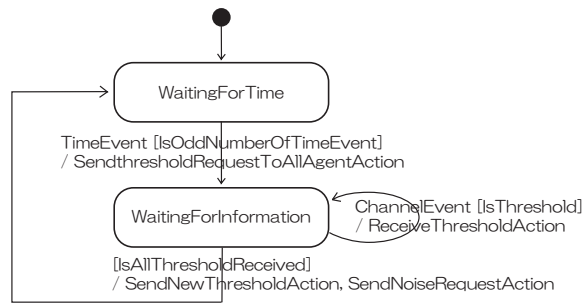 WaitingForTime
TimeEvent [IsOddNumberOfTimeEvent]
/ SendthresholdRequestToAllAgentAction
WaitingForInformation
ChannelEvent [IsThreshold]
/ ReceiveThresholdAction
[IsAllThresholdReceived]
/ SendNewThresholdAction, SendNoiseRequestAction